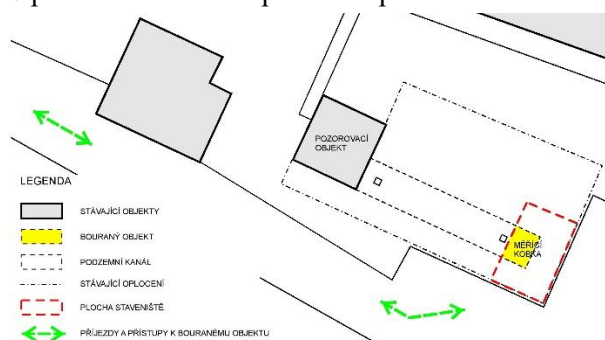 POZOROVACÍ
OBJEKT
MĚŘÍCÍ
KOBKA
LEGENDA
STÁVAJÍCÍ OBJEKTY
BOURANÝ OBJEKT
PODZEMNÍ KANÁL
STÁVAJÍCÍ OPLOCENÍ
PLOCHA STAVENIŠTĚ
PŘÍJEZDY A PŘÍSTUPY K BOURANÉMU OBJEKTU